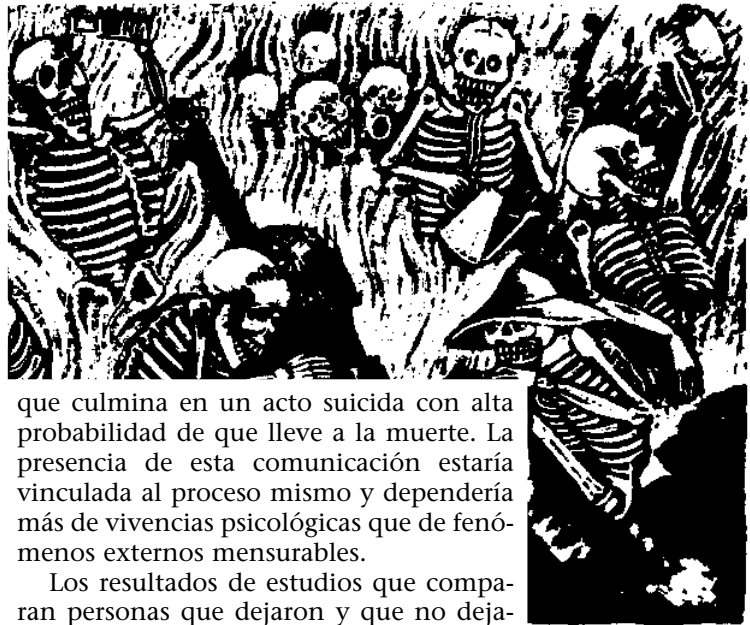 que culmina en un acto suicida con alta
probabilidad de que lleve a la muerte. La
presencia de esta comunicación estaría
vinculada al proceso mismo y dependería
más de vivencias psicológicas que de fenó-
menos externos mensurables.
Los resultados de estudios que compa-
ran personas que dejaron y que no deja-